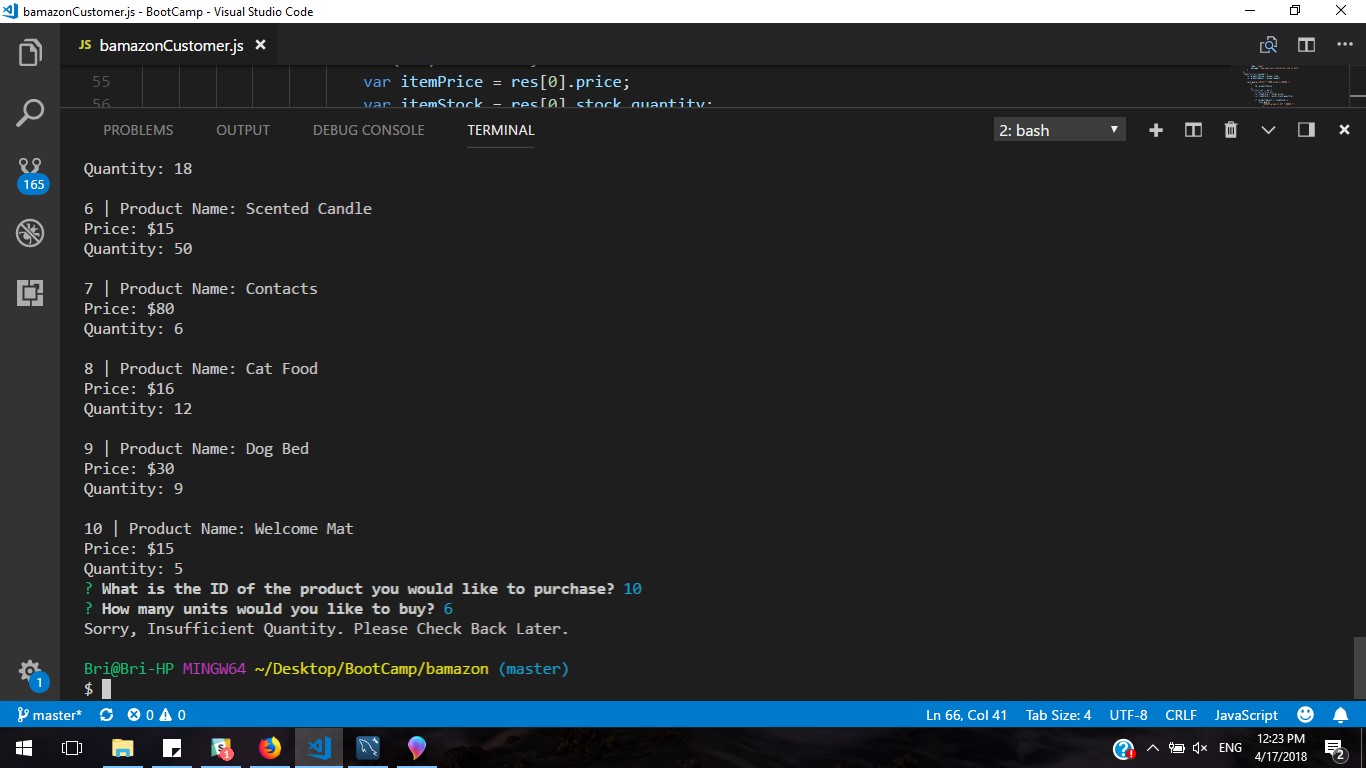 bamazonCustomer.js - BootCamp - Visual Studio Code
JS bamazonCustomer.js ×
55 var itemPrice = res[0].price;
56 var itemStock = res[0].stock_quantity;
PROBLEMS OUTPUT DEBUG CONSOLE TERMINAL 2: bash
Quantity: 18
6 | Product Name: Scented Candle
Price: $15
Quantity: 50
7 | Product Name: Contacts
Price: $80
Quantity: 6
8 | Product Name: Cat Food
Price: $16
Quantity: 12
9 | Product Name: Dog Bed
Price: $30
Quantity: 9
10 | Product Name: Welcome Mat
Price: $15
Quantity: 5
? What is the ID of the product you would like to purchase? 10
? How many units would you like to buy? 6
Sorry, Insufficient Quantity. Please Check Back Later.
Bri@Bri-HP MINGW64 ~/Desktop/BootCamp/bamazon (master)
$
165
1
master* 0 0 Ln 66, Col 41 Tab Size: 4 UTF-8 CRLF JavaScript
1
ENG
12:23 PM
4/17/2018
2